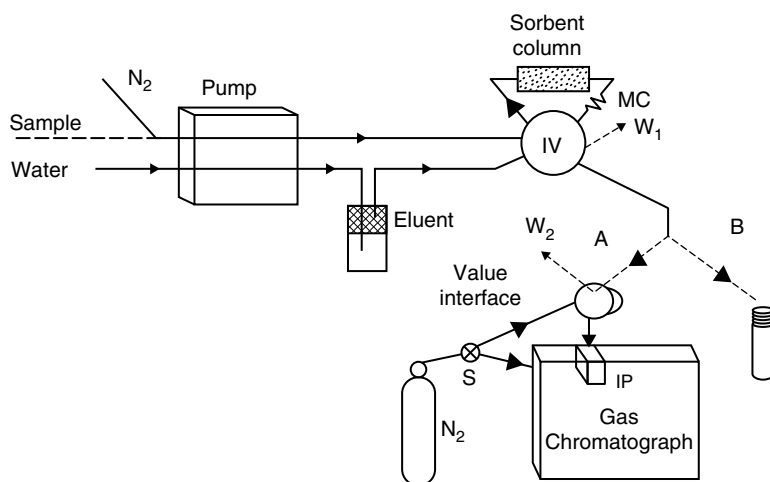 Sorbent
column
N2
Pump
MC
Sample
IV
W1
Water
Eluent
W2
A
B
Value
interface
S
IP
Gas
Chromatograph
N2